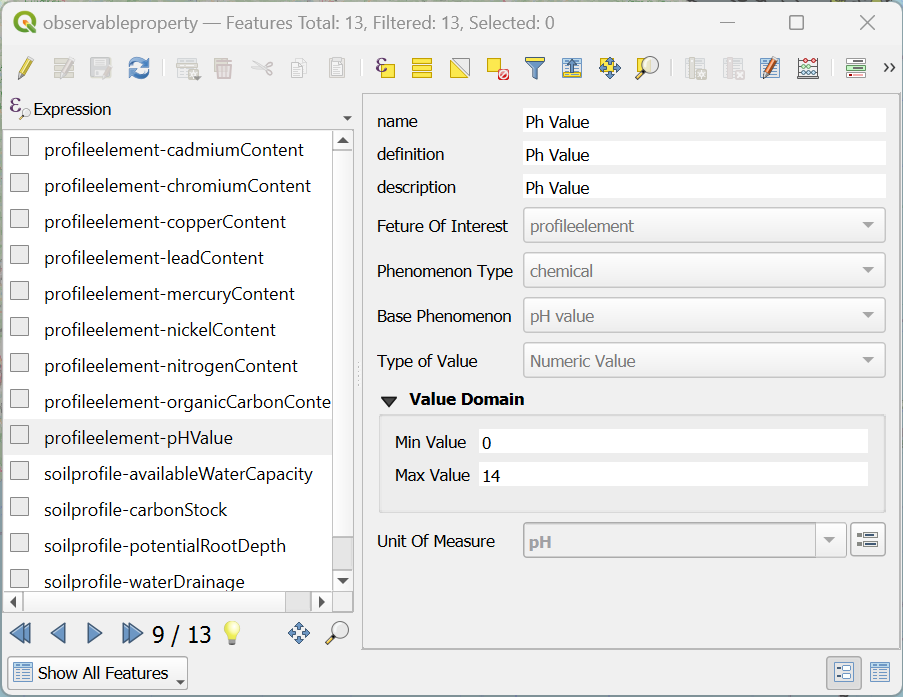 observableproperty — Features Total: 13, Filtered: 13, Selected: 0
Expression
profileelement-cadmiumContent
profileelement-chromiumContent
profileelement-copperContent
profileelement-leadContent
profileelement-mercuryContent
profileelement-nickelContent
profileelement-nitrogenContent
profileelement-organicCarbonConte
profileelement-pHValue
soilprofile-availableWaterCapacity
soilprofile-carbonStock
soilprofile-potentialRootDepth
soilprofile-waterDrainage
9 / 13
Show All Features
name Ph Value
definition Ph Value
description Ph Value
Feture Of Interest profileelement
Phenomenon Type chemical
Base Phenomenon pH value
Type of Value Numeric Value
Value Domain
Min Value 0
Max Value 14
Unit Of Measure pH